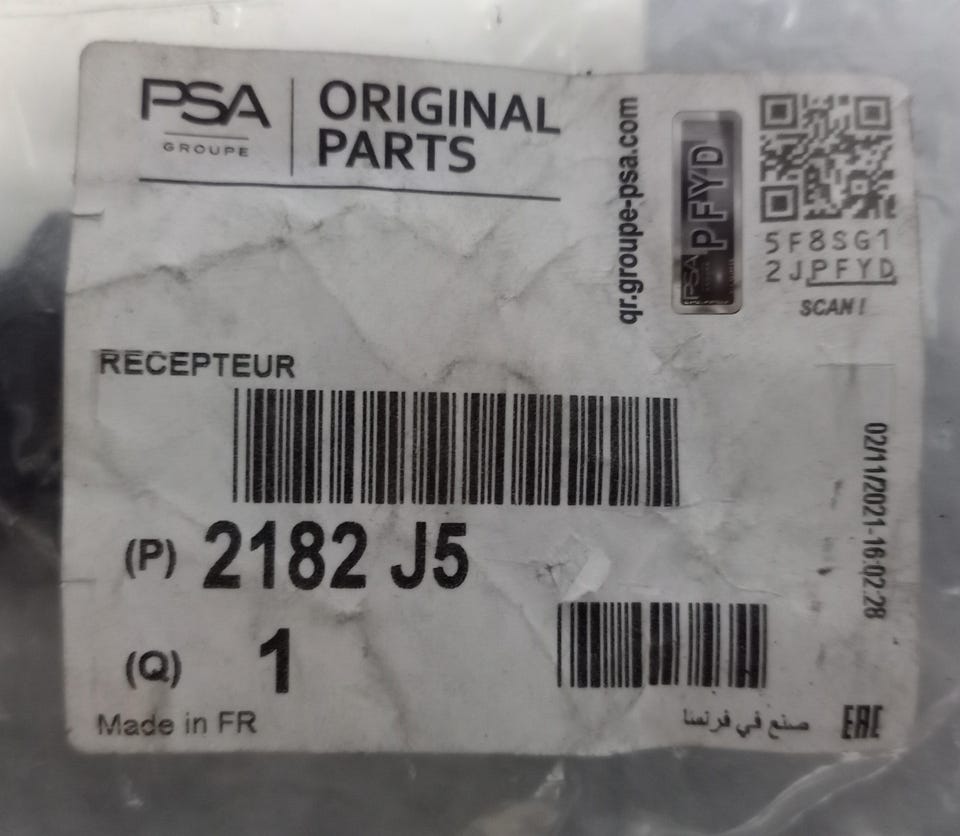 PSA
GROUPE
ORIGINAL
PARTS
qr.groupe-psa.com
PFYD
PSA
5F8SG1
2JPFYD
SCAN!
RECEPTEUR
02/11/2021-16:02:28
(P) 2182 J5
(Q) 1
Made in FR
صنع في فرنسا
EAC